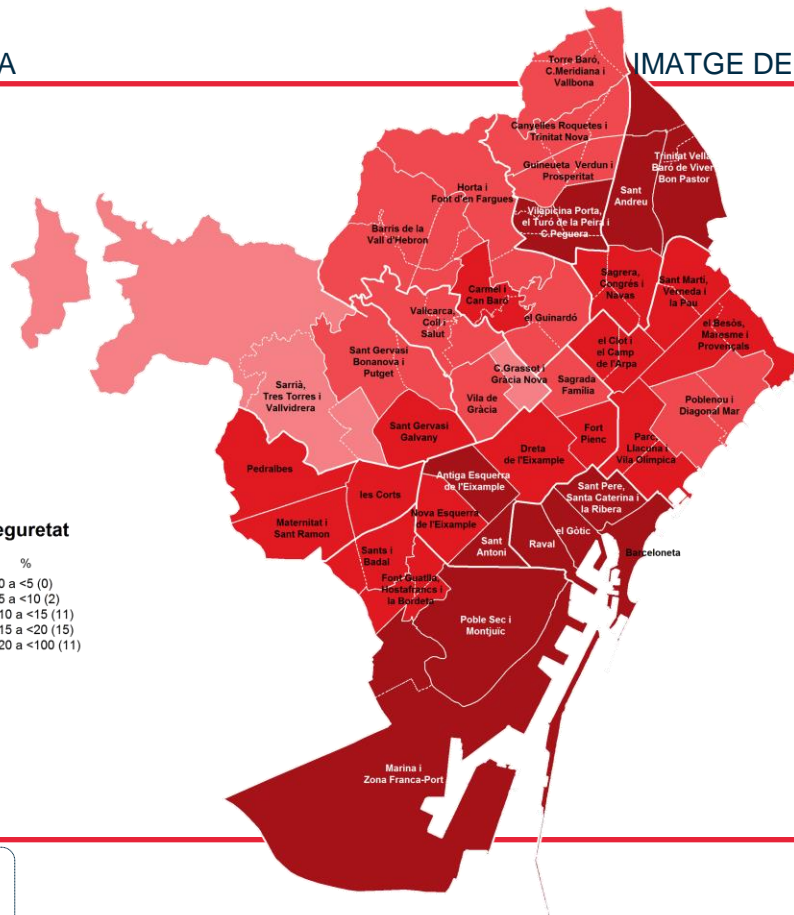 A
IMATGE DE
Torre Baró,
C.Meridiana i
Vallbona
Canyelles Roquetes i
Trinitat Nova
Guineueta Verdun i
Prosperitat
Trinitat Vella
Baró de Viver
Bon Pastor
Sant
Andreu
Horta i
Font d'en Fargues
Vilapicina Porta,
el Turó de la Peira i
C.Peguera
Barris de la
Vall d'Hebron
Carmel i
Can Baró
Sagrera,
Congrés i
Navas
Sant Martí,
Verneda i
la Pau
Vallcarca,
Coll i
Salut
el Guinardó
el Besòs,
Maresme i
Provençals
el Clot i
el Camp
de l'Arpa
Sant Gervasi
Bonanova i
Putget
C.Grassot i
Gràcia Nova
Sagrada
Família
Sarrià,
Tres Torres i
Vallvidrera
Vila de
Gràcia
Poblenou i
Diagonal Mar
Sant Gervasi
Galvany
Fort
Pienc
Parc,
Llacuna i
Vila Olímpica
Dreta
de l'Eixample
Pedralbes
les Corts
Antiga Esquerra
de l'Eixample
Sant Pere,
Santa Caterina i
la Ribera
Nova Esquerra
de l'Eixample
el Gòtic
Maternitat i
Sant Ramon
Sant
Antoni
Raval
Barceloneta
Sants i
Badal
Font Guatlla,
Hostafrancs i
la Bordeta
Poble Sec i
Montjuïc
Marina i
Zona Franca-Port
eguretat
%
0 a <5 (0)
5 a <10 (2)
10 a <15 (11)
15 a <20 (15)
20 a <100 (11)